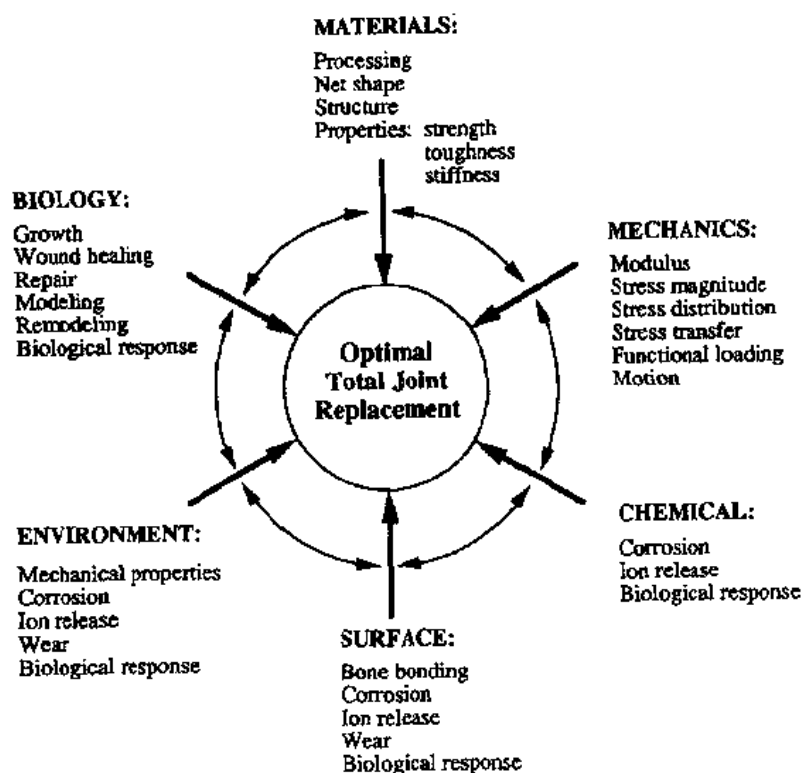 MATERIALS:
Processing
Net shape
Structure
Properties: strength
toughness
stiffness
BIOLOGY:
Growth
Wound healing
Repair
Modeling
Remodeling
Biological response
MECHANICS:
Modulus
Stress magnitude
Stress distribution
Stress transfer
Functional loading
Motion
Optimal
Total Joint
Replacement
ENVIRONMENT:
Mechanical properties
Corrosion
Ion release
Wear
Biological response
CHEMICAL:
Corrosion
Ion release
Biological response
SURFACE:
Bone bonding
Corrosion
Ion release
Wear
Biological response